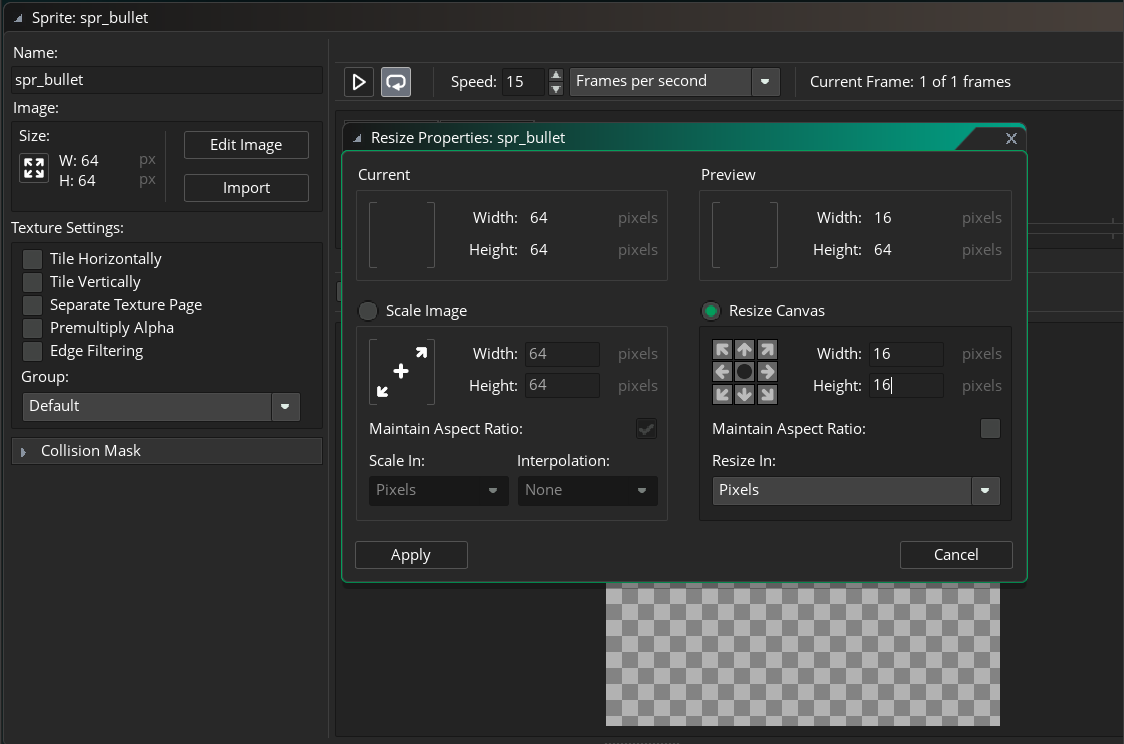 Sprite: spr_bullet
Name:
spr_bullet
Image:
Size:
W: 64 px
H: 64 px
Edit Image
Import
Texture Settings:
Tile Horizontally
Tile Vertically
Separate Texture Page
Premultiply Alpha
Edge Filtering
Group:
Default
Collision Mask
Speed: 15 Frames per second Current Frame: 1 of 1 frames
Resize Properties: spr_bullet
Current
Width: 64 pixels
Height: 64 pixels
Preview
Width: 16 pixels
Height: 64 pixels
Scale Image
Width: 64 pixels
Height: 64 pixels
Maintain Aspect Ratio:
Scale In: Interpolation:
Pixels None
Resize Canvas
Width: 16 pixels
Height: 16 pixels
Maintain Aspect Ratio:
Resize In:
Pixels
Apply Cancel